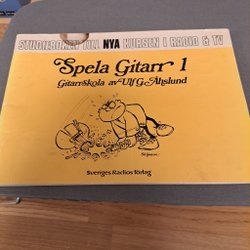 STUDIEBOKEN TILL NYA KURSEN I RADIO & TV
Spela Gitarr 1
Gitarrskola av Ulf G. Åhslund
Sveriges Radios förlag